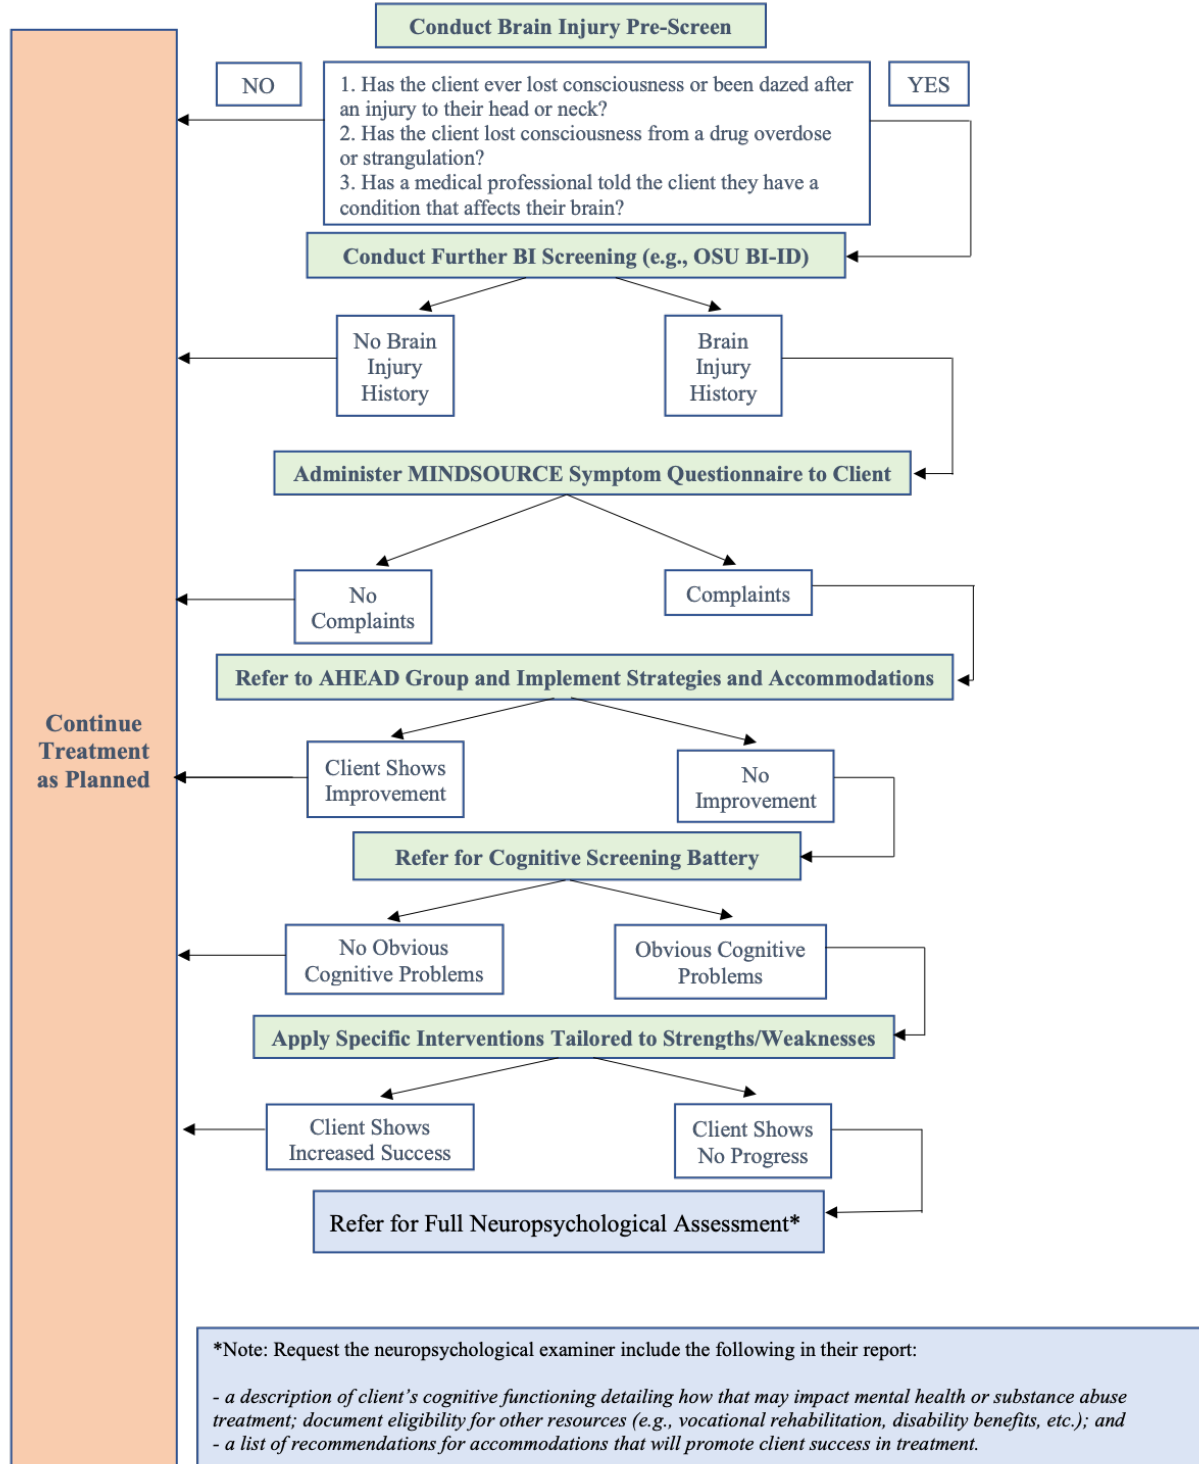 Conduct Brain Injury Pre-Screen
NO
1. Has the client ever lost consciousness or been dazed after
an injury to their head or neck?
2. Has the client lost consciousness from a drug overdose
or strangulation?
3. Has a medical professional told the client they have a
condition that affects their brain?
YES
Conduct Further BI Screening (e.g., OSU BI-ID)
No Brain
Injury
History
Brain
Injury
History
Administer MINDSOURCE Symptom Questionnaire to Client
No
Complaints
Complaints
Refer to AHEAD Group and Implement Strategies and Accommodations
Continue
Treatment
as Planned
Client Shows
Improvement
No
Improvement
Refer for Cognitive Screening Battery
No Obvious
Cognitive Problems
Obvious Cognitive
Problems
Apply Specific Interventions Tailored to Strengths/Weaknesses
Client Shows
Increased Success
Client Shows
No Progress
Refer for Full Neuropsychological Assessment*
*Note: Request the neuropsychological examiner include the following in their report:
- a description of client’s cognitive functioning detailing how that may impact mental health or substance abuse
treatment; document eligibility for other resources (e.g., vocational rehabilitation, disability benefits, etc.); and
- a list of recommendations for accommodations that will promote client success in treatment.